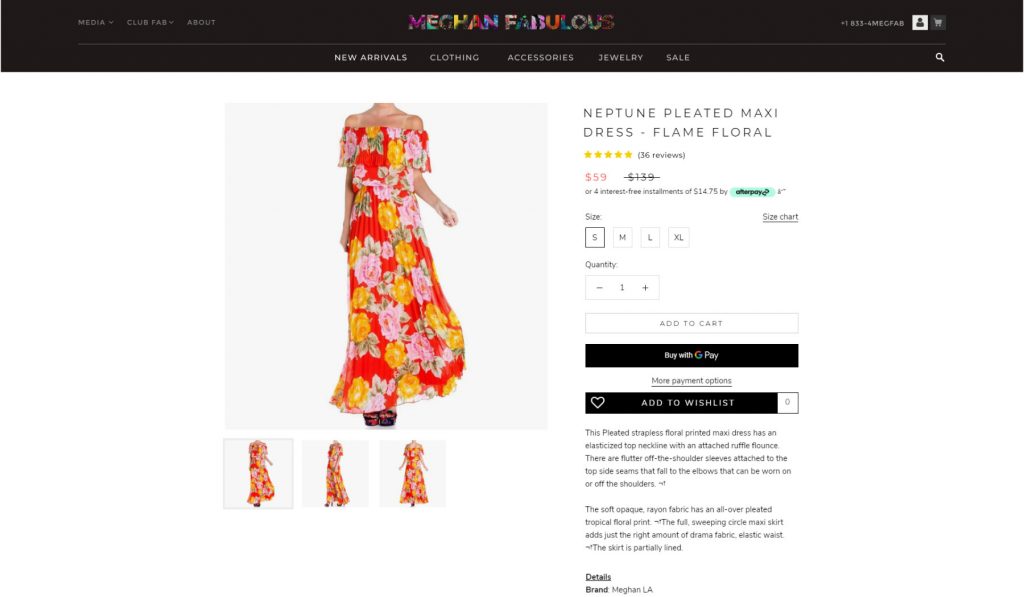 MEDIA CLUB FAB ABOUT
MEGHAN FABULOUS
+1 833-4MEGFAB
NEW ARRIVALS CLOTHING ACCESSORIES JEWELRY SALE
NEPTUNE PLEATED MAXI
DRESS - FLAME FLORAL
(36 reviews)
$59 $139
or 4 interest-free installments of $14.75 by afterpay â€"
Size: Size chart
S M L XL
Quantity:
− 1 +
ADD TO CART
Buy with G Pay
More payment options
ADD TO WISHLIST 0
This Pleated strapless floral printed maxi dress has an
elasticized top neckline with an attached ruffle flounce.
There are flutter off-the-shoulder sleeves attached to the
top side seams that fall to the elbows that can be worn on
or off the shoulders. ¬†
The soft opaque, rayon fabric has an all-over pleated
tropical floral print. ¬†The full, sweeping circle maxi skirt
adds just the right amount of drama fabric, elastic waist.
¬†The skirt is partially lined.
Details
Brand: Meghan LA